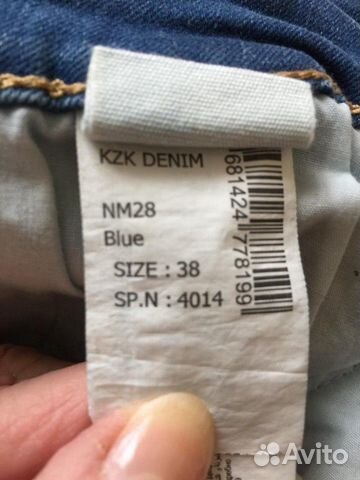 KZK DENIM
NM28
Blue
SIZE : 38
SP.N : 4014
681424 778199
Avito